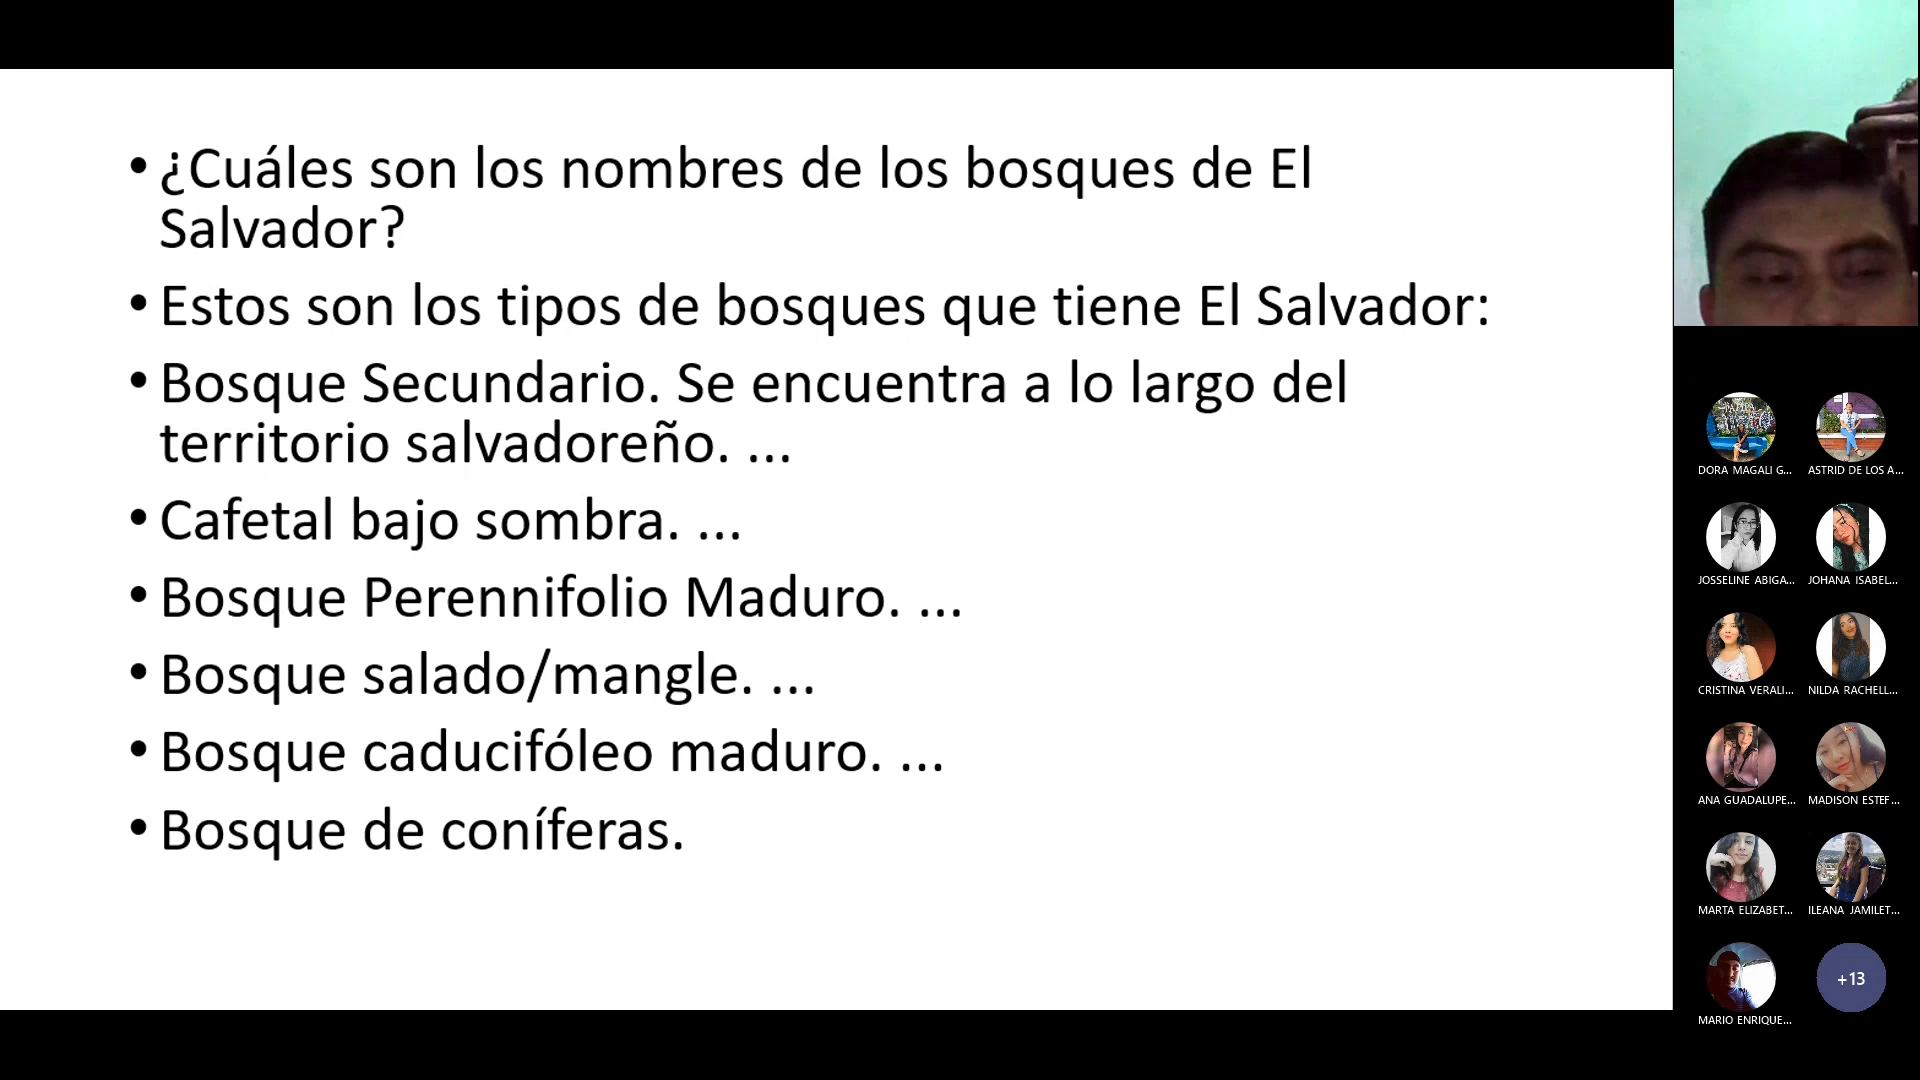 • ¿Cuáles son los nombres de los bosques de El
Salvador?
• Estos son los tipos de bosques que tiene El Salvador:
• Bosque Secundario. Se encuentra a lo largo del
territorio salvadoreño. ...
• Cafetal bajo sombra. ...
• Bosque Perennifolio Maduro. ...
• Bosque salado/mangle. ...
• Bosque caducifóleo maduro. ...
• Bosque de coníferas.
DORA MAGALI G...
ASTRID DE LOS A...
JOSSELINE ABIGA...
JOHANA ISABEL...
CRISTINA VERALI...
NILDA RACHELL...
ANA GUADALUPE...
MADISON ESTEF...
MARTA ELIZABET...
ILEANA JAMILET...
MARIO ENRIQUE...
+13